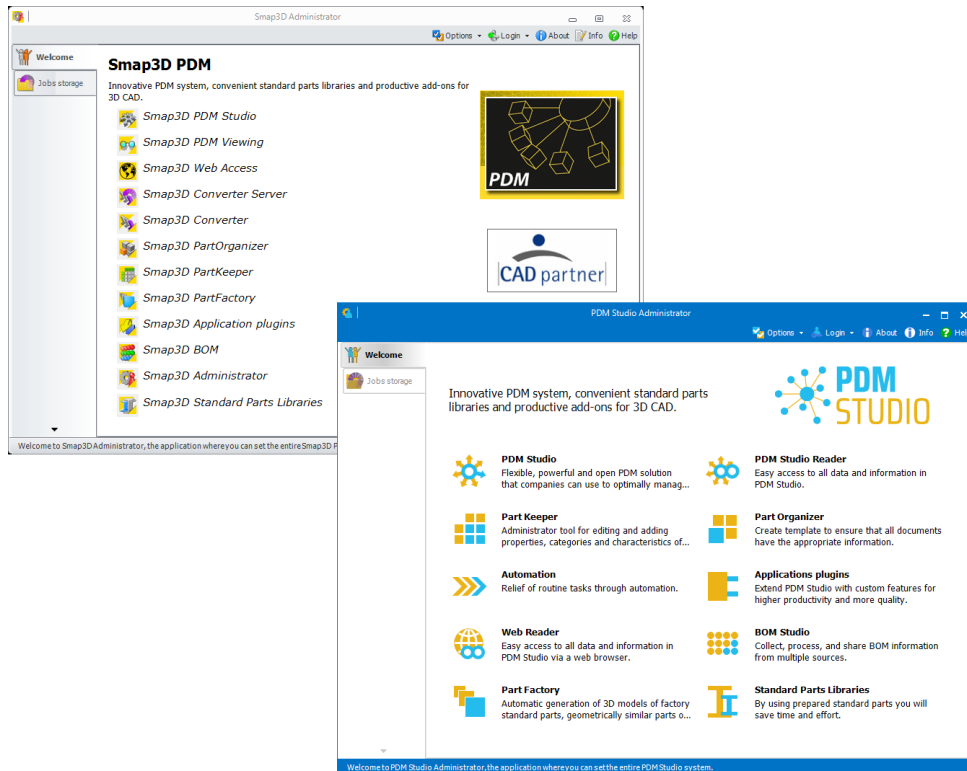 Smap3D Administrator
Options Login About Info Help
Welcome
Jobs storage
Smap3D PDM
Innovative PDM system, convenient standard parts libraries and productive add-ons for
3D CAD.
Smap3D PDM Studio
Smap3D PDM Viewing
Smap3D Web Access
Smap3D Converter Server
Smap3D Converter
Smap3D PartOrganizer
Smap3D PartKeeper
Smap3D PartFactory
Smap3D Application plugins
Smap3D BOM
Smap3D Administrator
Smap3D Standard Parts Libraries
PDM
CAD partner
Welcome to Smap3D Administrator, the application where you can set the entire Smap3D P
PDM Studio Administrator
Options Login About Info Hel
Welcome
Jobs storage
Innovative PDM system, convenient standard parts
libraries and productive add-ons for 3D CAD.
PDM
STUDIO
PDM Studio
Flexible, powerful and open PDM solution
that companies can use to optimally manag...
PDM Studio Reader
Easy access to all data and information in
PDM Studio.
Part Keeper
Administrator tool for editing and adding
properties, categories and characteristics of...
Part Organizer
Create template to ensure that all documents
have the appropriate information.
Automation
Relief of routine tasks through automation.
Applications plugins
Extend PDM Studio with custom features for
higher productivity and more quality.
Web Reader
Easy access to all data and information in
PDM Studio via a web browser.
BOM Studio
Collect, process, and share BOM information
from multiple sources.
Part Factory
Automatic generation of 3D models of factory
standard parts, geometrically similar parts o...
Standard Parts Libraries
By using prepared standard parts you will
save time and effort.
Welcome to PDM Studio Administrator, the application where you can set the entire PDM Studio system.